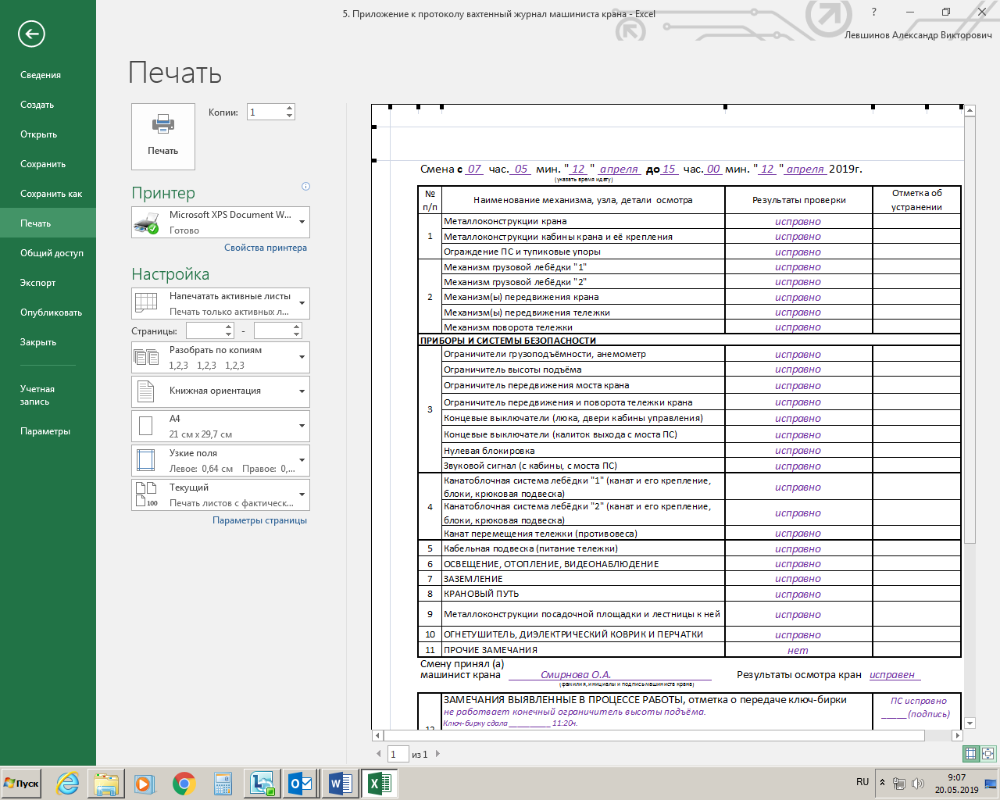 5. Приложение к протоколу вахтенный журнал машиниста крана - Excel
?
Левшинов Александр Викторович
Сведения
Создать
Открыть
Сохранить
Сохранить как
Печать
Общий доступ
Экспорт
Опубликовать
Закрыть
Учетная
запись
Параметры
Печать
Печать
Копии: 1
Принтер
Microsoft XPS Document W...
Готово
Свойства принтера
Настройка
Напечатать активные листы
Печать только активных л...
Страницы: -
Разобрать по копиям
1,2,3 1,2,3 1,2,3
Книжная ориентация
A4
21 см x 29,7 см
Узкие поля
Левое: 0,64 см Правое: 0,...
Текущий
100
Печать листов с фактическ...
Параметры страницы
Смена с 07 час. 05 мин. "12" апреля до 15 час. 00 мин. "12" апреля 2019г.
(указать время и дату)
№ п/п Наименование механизма, узла, детали осмотра Результаты проверки Отметка об устранении
1 Металлоконструкции крана исправно
Металлоконструкции кабины крана и её крепления исправно
Ограждение ПС и тупиковые упоры исправно
2 Механизм грузовой лебёдки "1" исправно
Механизм грузовой лебёдки "2" исправно
Механизм(ы) передвижения крана исправно
Механизм(ы) передвижения тележки исправно
Механизм поворота тележки исправно
ПРИБОРЫ И СИСТЕМЫ БЕЗОПАСНОСТИ
3 Ограничители грузоподъёмности, анемометр исправно
Ограничитель высоты подъёма исправно
Ограничитель передвижения моста крана исправно
Ограничитель передвижения и поворота тележки крана исправно
Концевые выключатели (люка, двери кабины управления) исправно
Концевые выключатели (калиток выхода с моста ПС) исправно
Нулевая блокировка исправно
Звуковой сигнал (с кабины, с моста ПС) исправно
4 Канатоблочная система лебёдки "1" (канат и его крепление,
блоки, крюковая подвеска) исправно
Канатоблочная система лебёдки "2" (канат и его крепление,
блоки, крюковая подвеска) исправно
Канат перемещения тележки (противовеса) исправно
5 Кабельная подвеска (питание тележки) исправно
6 ОСВЕЩЕНИЕ, ОТОПЛЕНИЕ, ВИДЕОНАБЛЮДЕНИЕ исправно
7 ЗАЗЕМЛЕНИЕ исправно
8 КРАНОВЫЙ ПУТЬ исправно
9 Металлоконструкции посадочной площадки и лестницы к ней исправно
10 ОГНЕТУШИТЕЛЬ, ДИЭЛЕКТРИЧЕСКИЙ КОВРИК И ПЕРЧАТКИ исправно
11 ПРОЧИЕ ЗАМЕЧАНИЯ нет
Смену принял (а)
машинист крана Смирнова О.А. Результаты осмотра кран исправен
(фамилия, инициалы и подпись машиниста крана)
ЗАМЕЧАНИЯ ВЫЯВЛЕННЫЕ В ПРОЦЕССЕ РАБОТЫ, отметка о передаче ключ-бирки ПС исправно
не работает конечный ограничитель высоты подъёма. _____(подпись)
Ключ-бирку сдала _________ 11:20ч.
12
1 из 1
Пуск
RU
9:07
20.05.2019